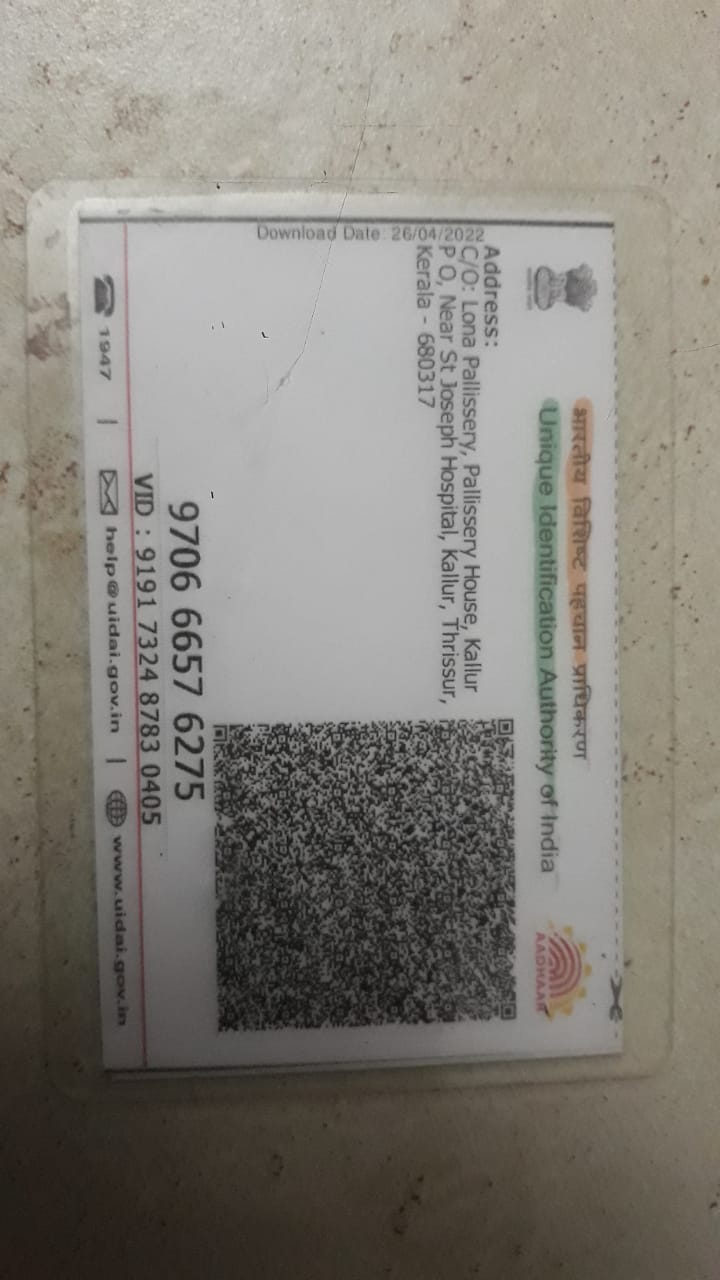 भारतीय विशिष्ट पहचान प्राधिकरण
Unique Identification Authority of India
AADHAAR
Download Date: 26/04/2022
Address:
C/O: Lona Pallissery, Pallissery House, Kallur
P O, Near St Joseph Hospital, Kallur, Thrissur,
Kerala - 680317
9706 6657 6275
VID : 9191 7324 8783 0405
1947 | help@uidai.gov.in | www.uidai.gov.in